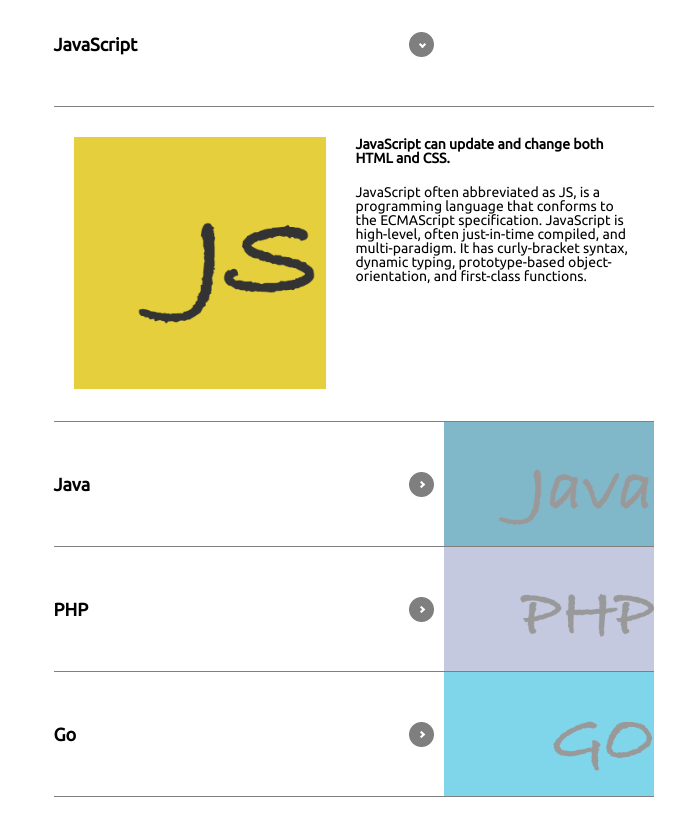 JavaScript
JS
JavaScript can update and change both
HTML and CSS.
JavaScript often abbreviated as JS, is a
programming language that conforms to
the ECMAScript specification. JavaScript is
high-level, often just-in-time compiled, and
multi-paradigm. It has curly-bracket syntax,
dynamic typing, prototype-based object-
orientation, and first-class functions.
Java
Java
PHP
PHP
Go
GO